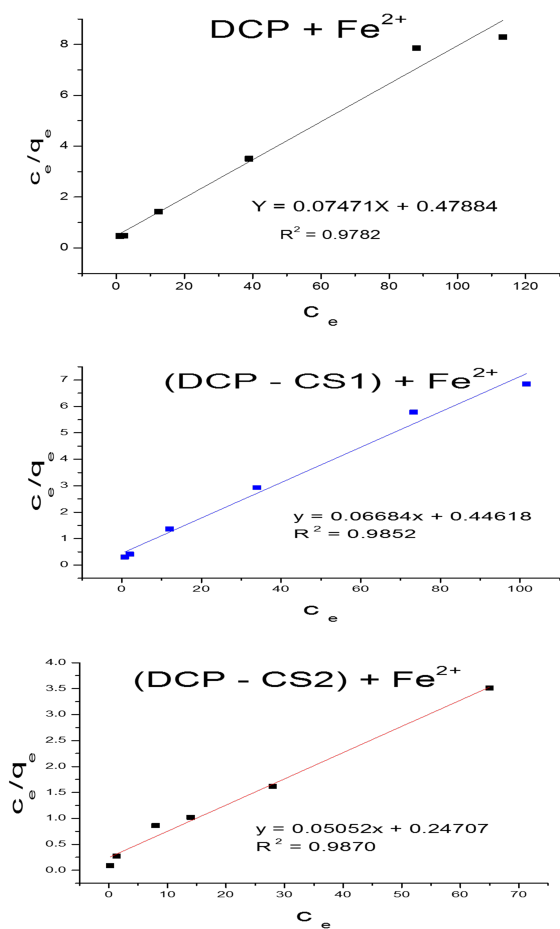 DCP + Fe2+
8
6
4
2
0
ce/qe
Y = 0.07471X + 0.47884
R2 = 0.9782
0 20 40 60 80 100 120
c e
(DCP - CS1) + Fe2+
7
6
5
4
3
2
1
0
ce/qe
y = 0.06684x + 0.44618
R2 = 0.9852
0 20 40 60 80 100
c e
(DCP - CS2) + Fe2+
4.0
3.5
3.0
2.5
2.0
1.5
1.0
0.5
0.0
ce/qe
y = 0.05052x + 0.24707
R2 = 0.9870
0 10 20 30 40 50 60 70
c e